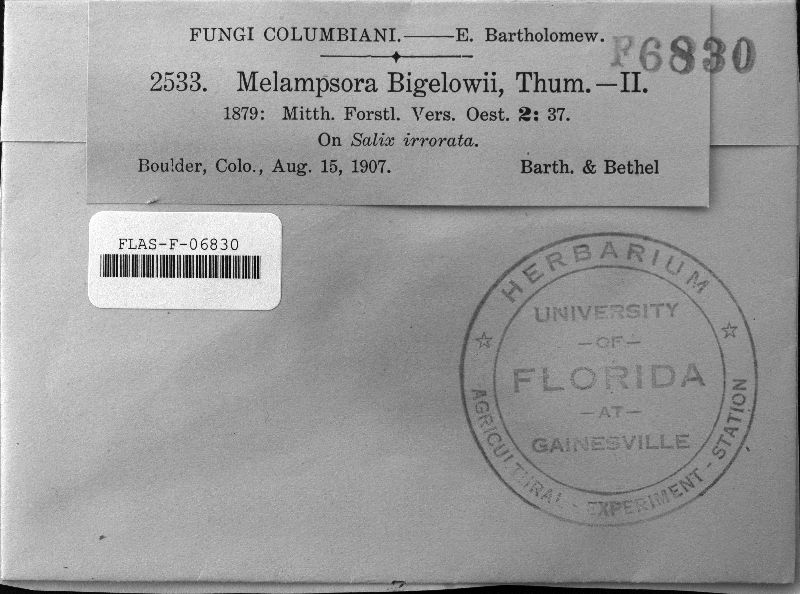 FUNGI COLUMBIANI.——E. Bartholomew.
F6830
2533. Melampsora Bigelowii, Thum.—II.
1879: Mitth. Forstl. Vers. Oest. 2: 37.
On Salix irrorata.
Boulder, Colo., Aug. 15, 1907. Barth. & Bethel
FLAS-F-06830
HERBARIUM
UNIVERSITY
—OF—
FLORIDA
—AT—
GAINESVILLE
AGRICULTURAL - EXPERIMENT - STATION